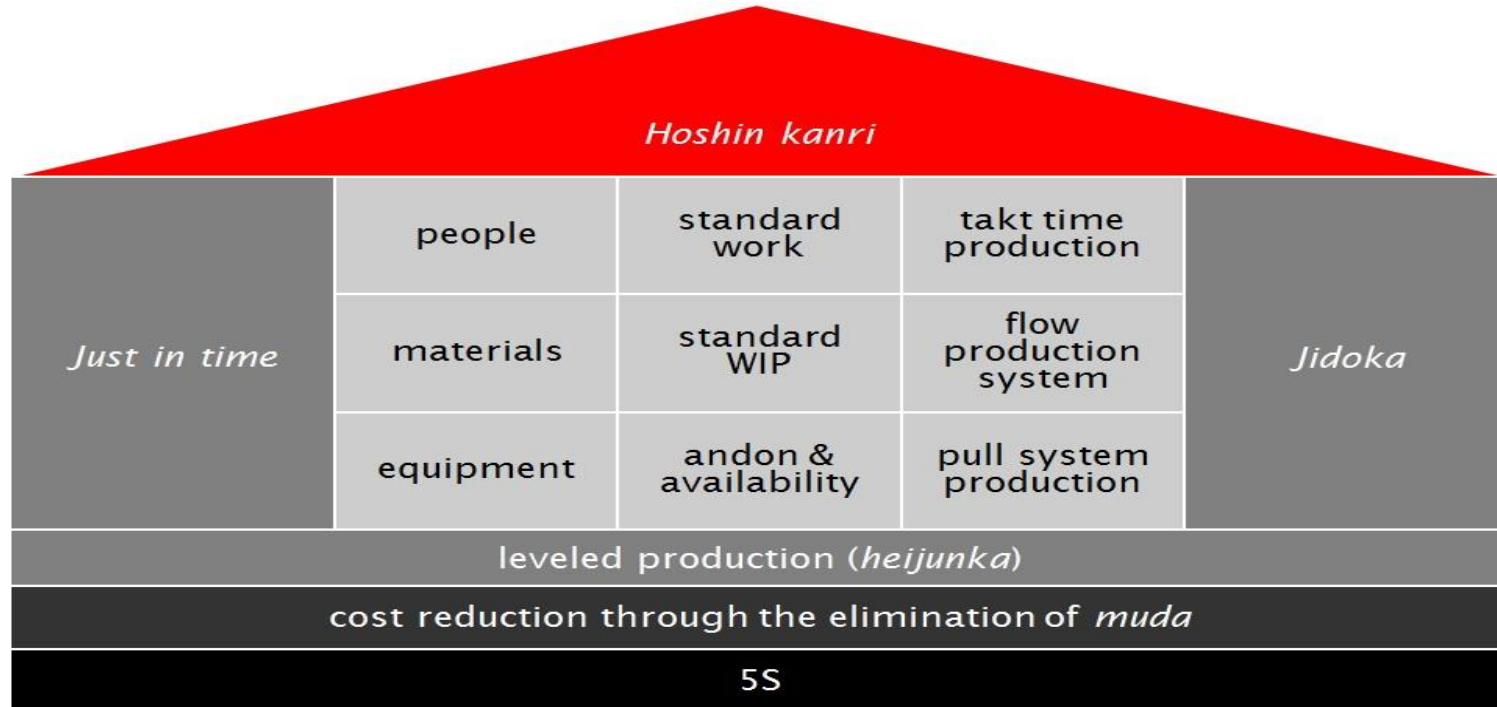 Hoshin kanri
people
standard
work
takt time
production
Just in time
materials
standard
WIP
flow
production
system
Jidoka
equipment
andon &
availability
pull system
production
leveled production (heijunka)
cost reduction through the elimination of muda
5S